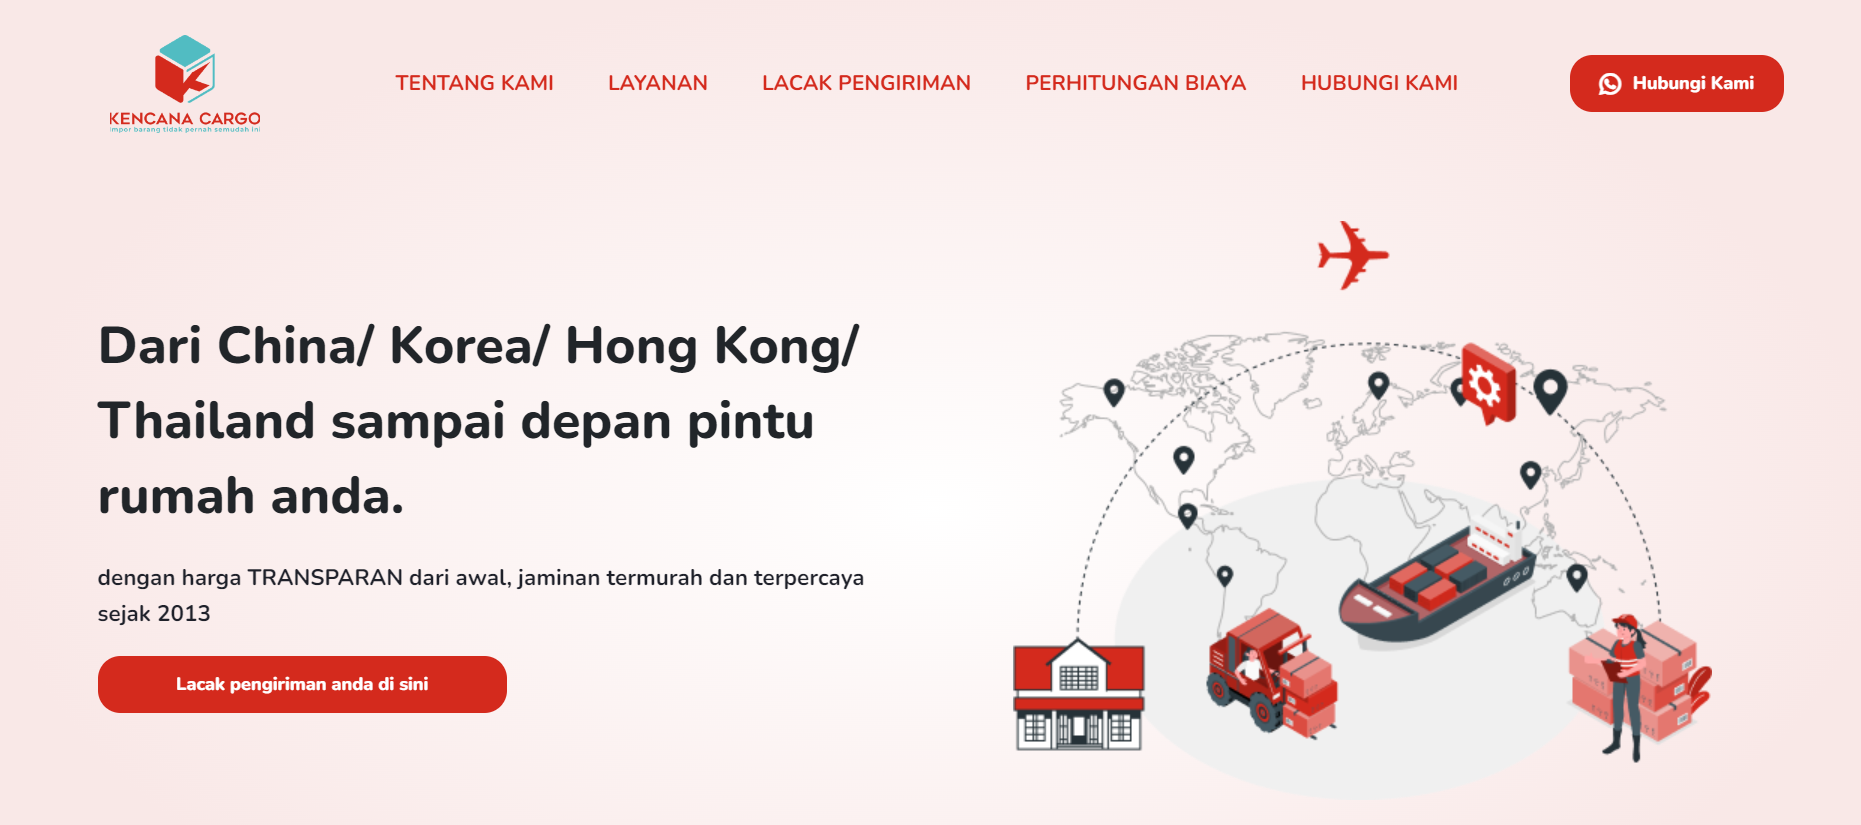 KENCANA CARGO
impor barang tidak pernah semudah ini
TENTANG KAMI
LAYANAN
LACAK PENGIRIMAN
PERHITUNGAN BIAYA
HUBUNGI KAMI
Hubungi Kami
Dari China/ Korea/ Hong Kong/
Thailand sampai depan pintu
rumah anda.
dengan harga TRANSPARAN dari awal, jaminan termurah dan terpercaya
sejak 2013
Lacak pengiriman anda di sini